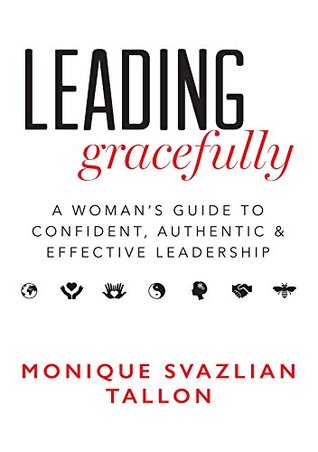 LEADING
gracefully
A WOMAN'S GUIDE TO
CONFIDENT, AUTHENTIC &
EFFECTIVE LEADERSHIP
MONIQUE SVAZLIAN
TALLON